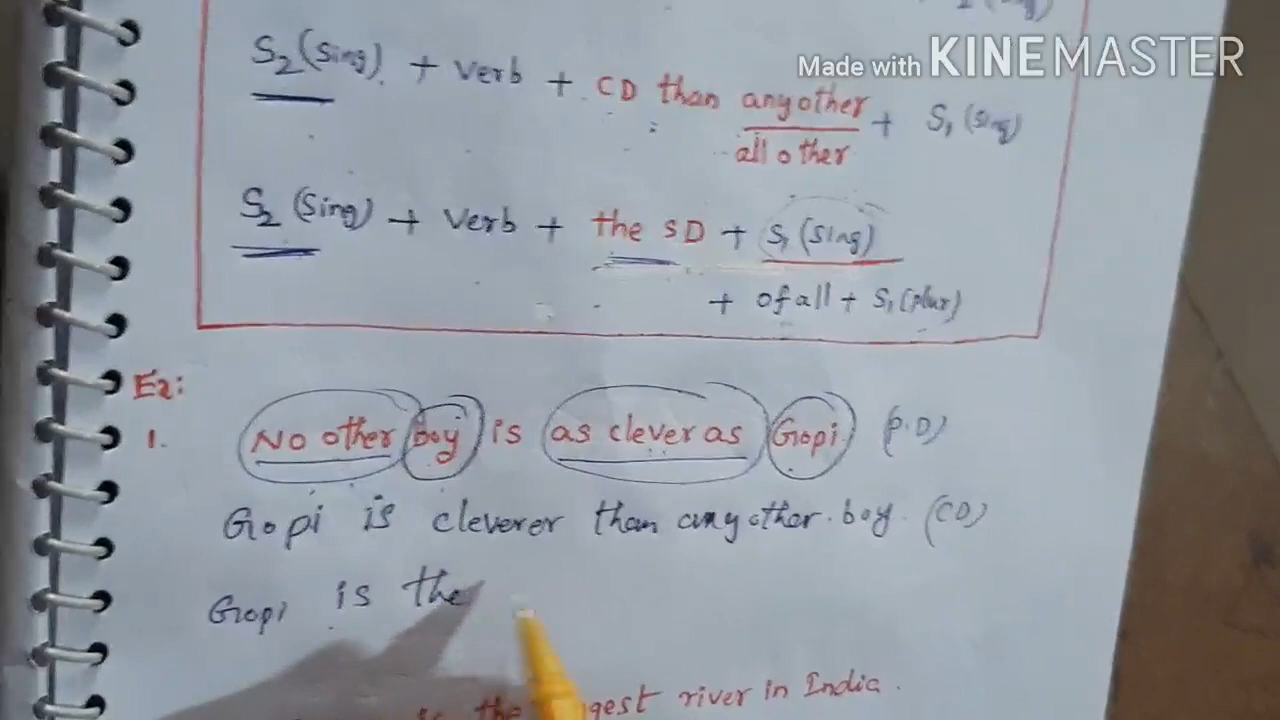 Made with KINEMASTER
S2 (Sing) + verb + CD than any other + S1 (sing)
all other
S2 (Sing) + verb + the SD + S1 (Sing)
+ of all + S1 (plur)
Ex:
1. No other boy is as clever as Gopi (P.D)
Gopi is cleverer than any other boy. (CD)
Gopi is the
is the river in India.